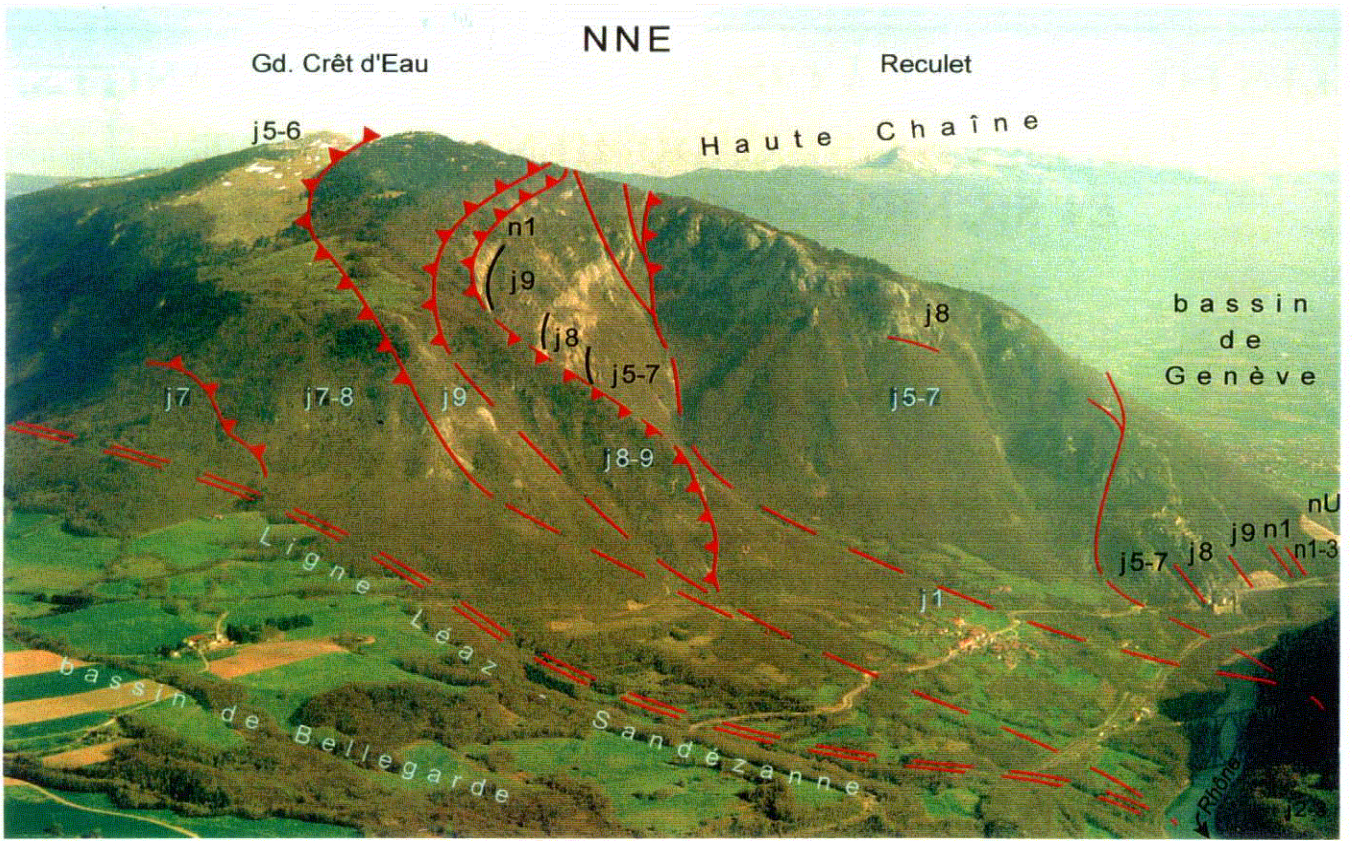 NNE
Gd. Crêt d'Eau
Reculet
Haute Chaîne
j5-6
n1
j9
j8
j5-7
j8
bassin
de
Genève
j7
j7-8
j9
j5-7
j8-9
nU
j9
n1
n1-3
j8
j5-7
j1
Ligne Léaz - Sandézanne
bassin de Bellegarde
Rhône